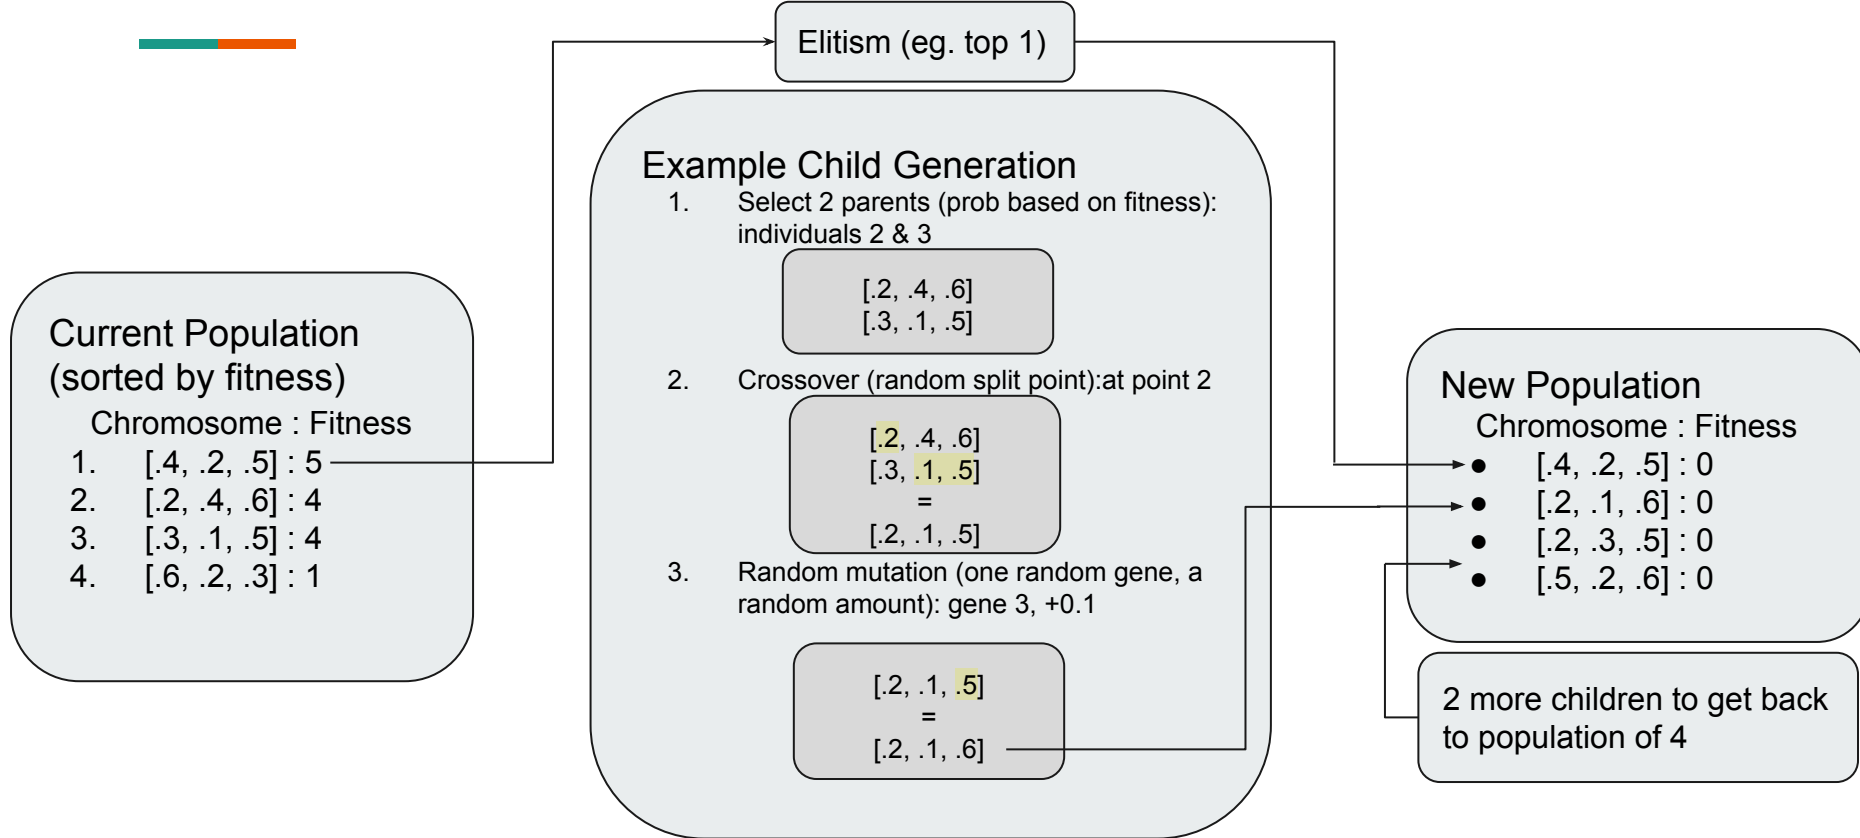 Elitism (eg. top 1)
Example Child Generation
1. Select 2 parents (prob based on fitness):
individuals 2 & 3
[.2, .4, .6]
[.3, .1, .5]
2. Crossover (random split point):at point 2
[.2, .4, .6]
[.3, .1, .5]
=
[.2, .1, .5]
3. Random mutation (one random gene, a
random amount): gene 3, +0.1
[.2, .1, .5]
=
[.2, .1, .6]
Current Population
(sorted by fitness)
Chromosome : Fitness
1. [.4, .2, .5] : 5
2. [.2, .4, .6] : 4
3. [.3, .1, .5] : 4
4. [.6, .2, .3] : 1
New Population
Chromosome : Fitness
● [.4, .2, .5] : 0
● [.2, .1, .6] : 0
● [.2, .3, .5] : 0
● [.5, .2, .6] : 0
2 more children to get back
to population of 4